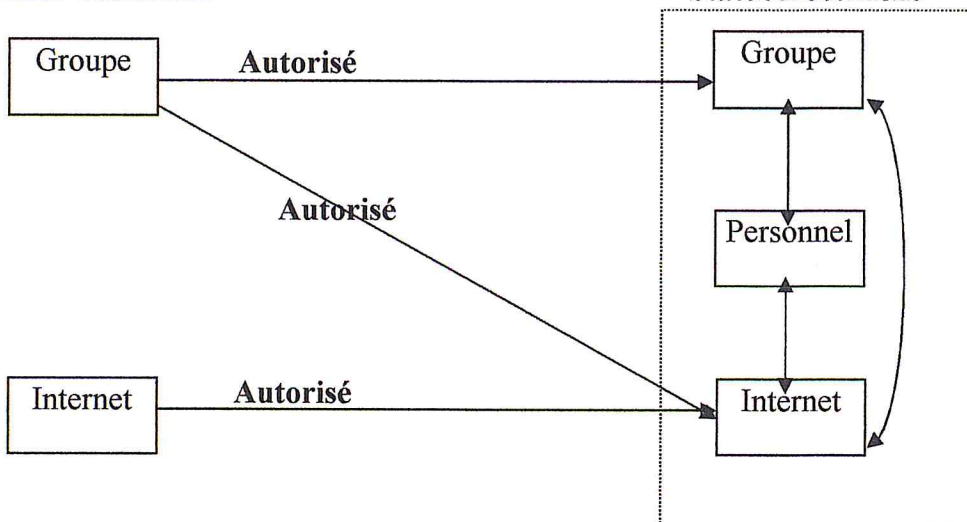 Groupe
Autorisé
Groupe
Autorisé
Personnel
Internet
Autorisé
Internet